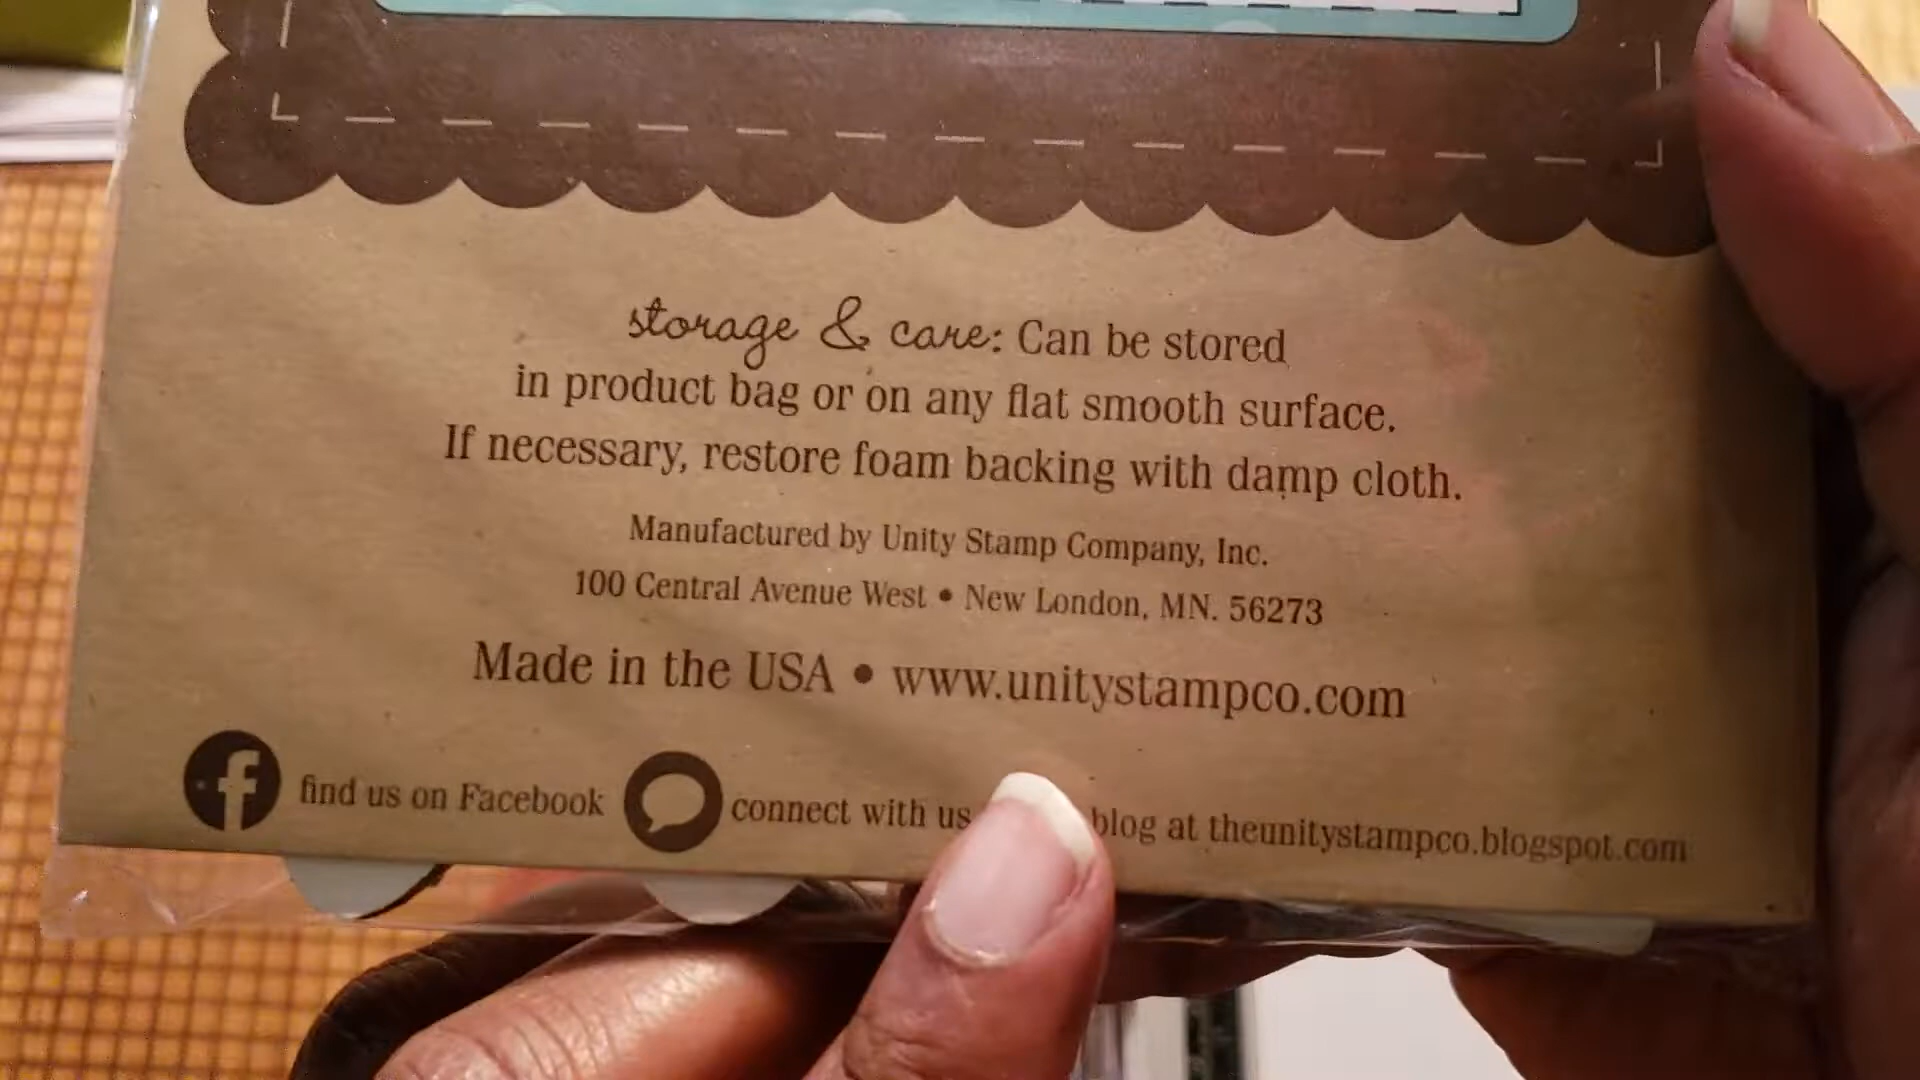 storage & care: Can be stored
in product bag or on any flat smooth surface.
If necessary, restore foam backing with damp cloth.
Manufactured by Unity Stamp Company, Inc.
100 Central Avenue West • New London, MN. 56273
Made in the USA • www.unitystampco.com
find us on Facebook connect with us blog at theunitystampco.blogspot.com